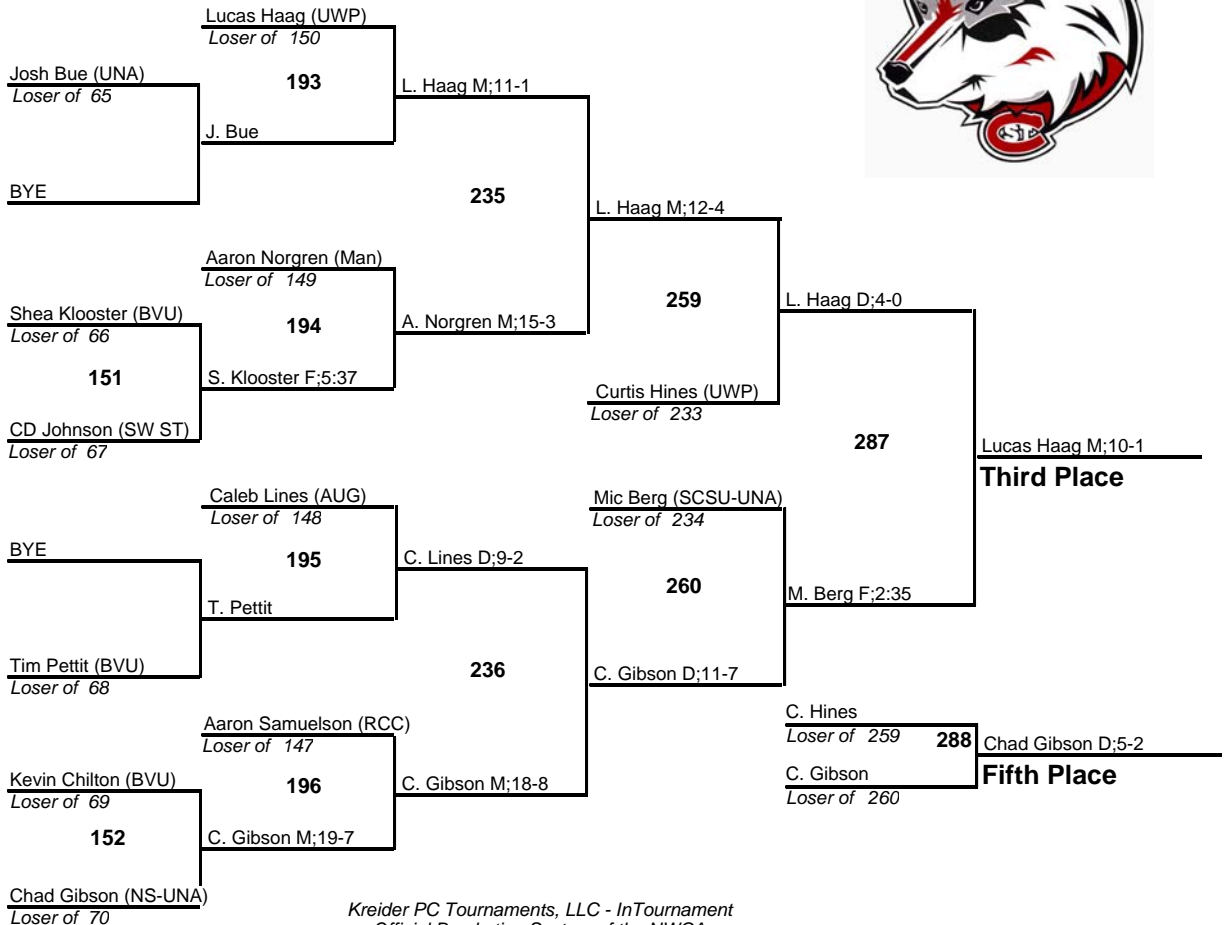 Lucas Haag (UWP)
Loser of 150
Josh Bue (UNA)
Loser of 65
193
L. Haag M;11-1
J. Bue
BYE
235
L. Haag M;12-4
Aaron Norgren (Man)
Loser of 149
Shea Klooster (BVU)
Loser of 66
194
A. Norgren M;15-3
259
L. Haag D;4-0
151
S. Klooster F;5:37
Curtis Hines (UWP)
Loser of 233
CD Johnson (SW ST)
Loser of 67
287
Lucas Haag M;10-1
Third Place
Caleb Lines (AUG)
Loser of 148
Mic Berg (SCSU-UNA)
Loser of 234
BYE
195
C. Lines D;9-2
260
M. Berg F;2:35
T. Pettit
Tim Pettit (BVU)
Loser of 68
236
C. Gibson D;11-7
Aaron Samuelson (RCC)
Loser of 147
C. Hines
Loser of 259
288
Chad Gibson D;5-2
Fifth Place
C. Gibson
Loser of 260
Kevin Chilton (BVU)
Loser of 69
196
C. Gibson M;18-8
152
C. Gibson M;19-7
Chad Gibson (NS-UNA)
Loser of 70
Kreider PC Tournaments, LLC - InTournament